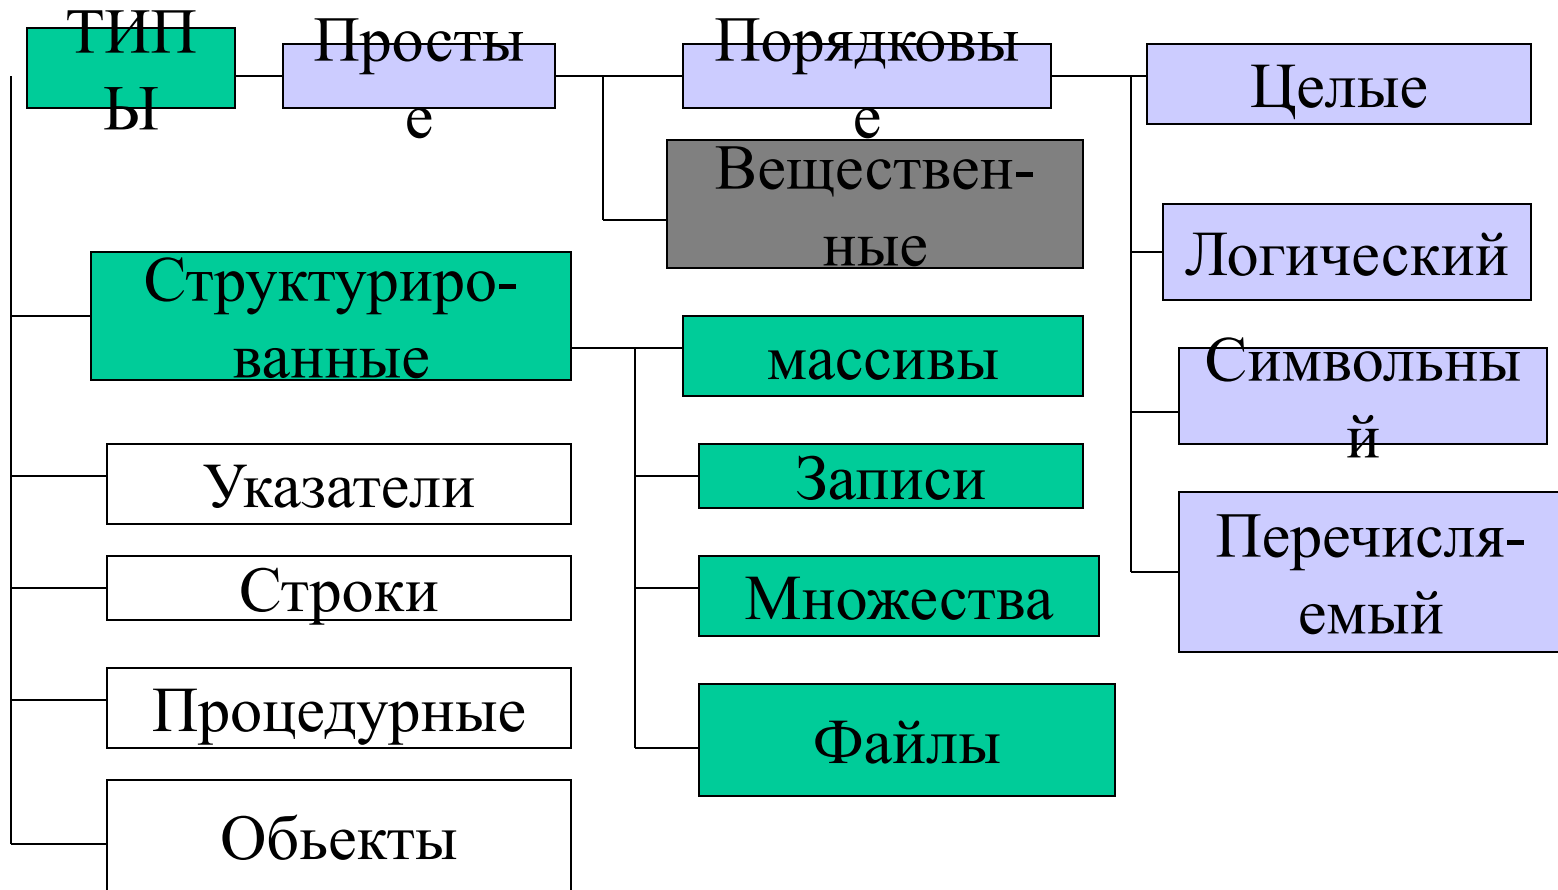 ТИП
Ы
Просты
е
Порядковы
е
Целые
Веществен-
ные
Логический
Структуриро-
ванные
массивы
Символьны
й
Указатели
Записи
Перечисля-
емый
Строки
Множества
Процедурные
Файлы
Обьекты